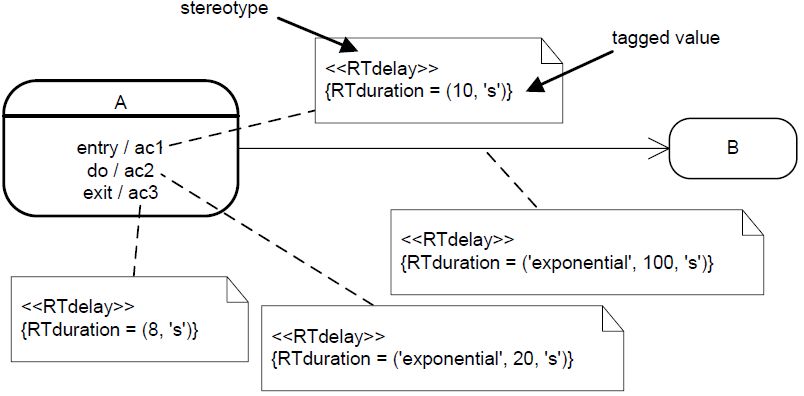 stereotype
tagged value
<<RTdelay>>
{RTduration = (10, 's')}
A
entry / ac1
do / ac2
exit / ac3
B
<<RTdelay>>
{RTduration = ('exponential', 100, 's')}
<<RTdelay>>
{RTduration = (8, 's')}
<<RTdelay>>
{RTduration = ('exponential', 20, 's')}